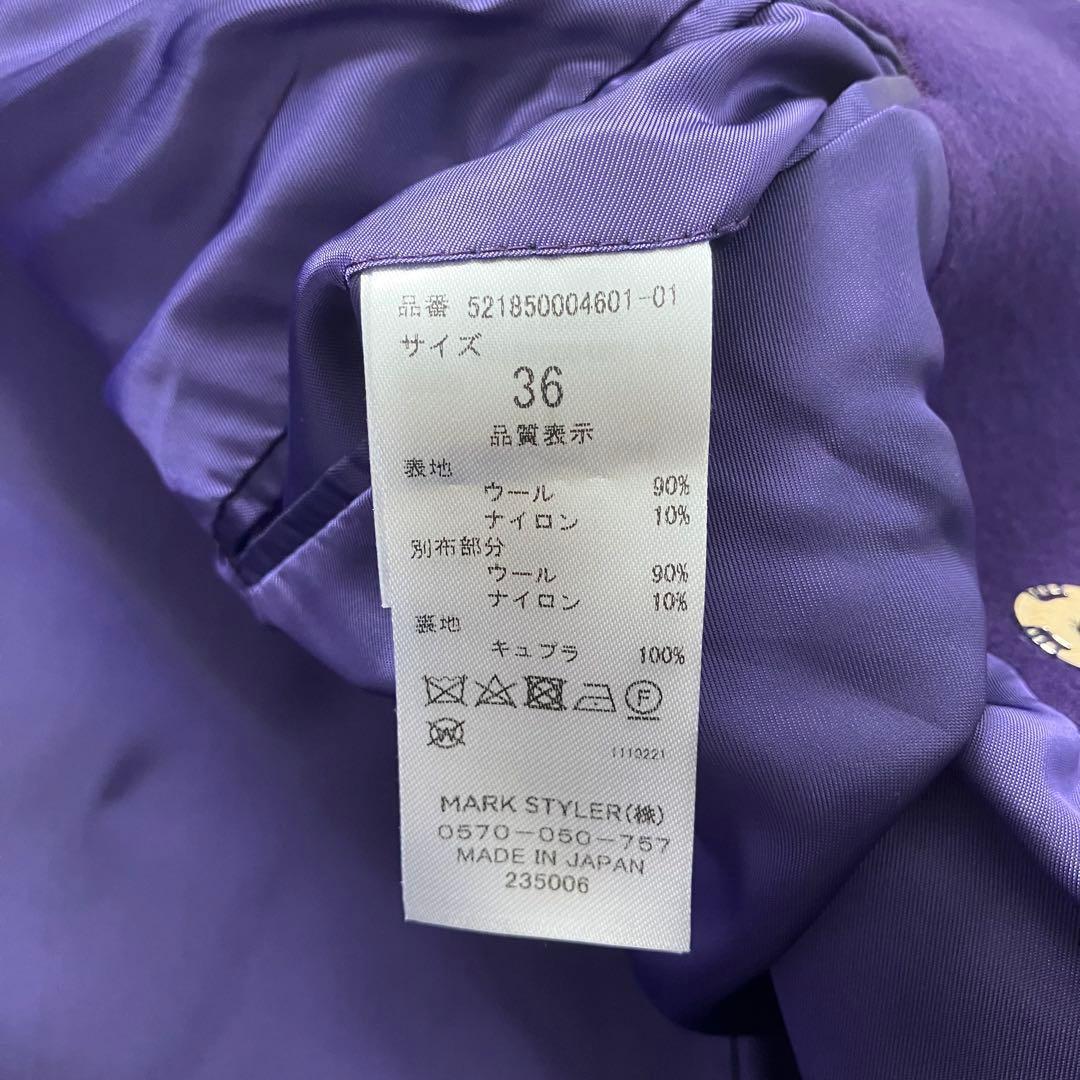 品番 521850004601-01
サイズ
36
品質表示
表地
ウール 90%
ナイロン 10%
別布部分
ウール 90%
ナイロン 10%
裏地
キュプラ 100%
F
W
1110221
MARK STYLER(株)
0570-050-757
MADE IN JAPAN
235006